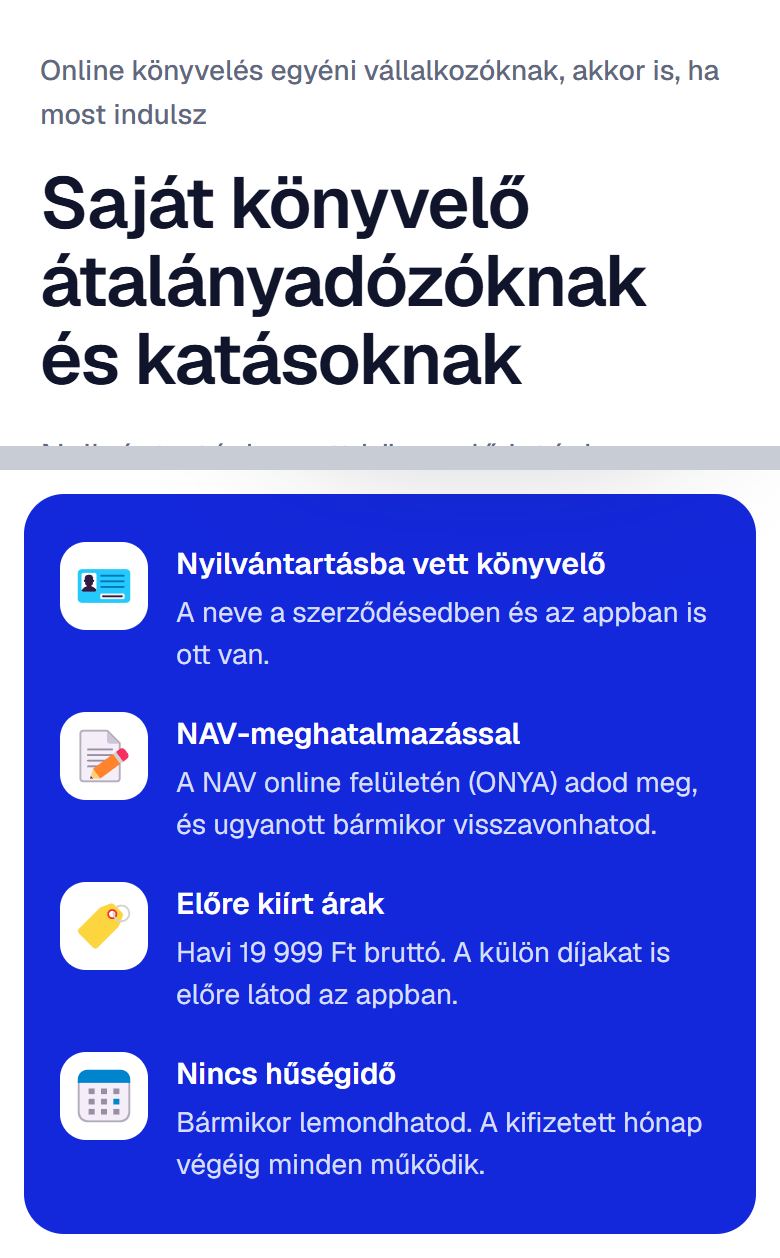 Online könyvelés egyéni vállalkozóknak, akkor is, ha
most indulsz
Saját könyvelő
átalányadózóknak
és katásoknak
Nyilvántartásba vett könyvelő
A neve a szerződésedben és az appban is
ott van.
NAV-meghatalmazással
A NAV online felületén (ONYA) adod meg,
és ugyanott bármikor visszavonhatod.
Előre kiírt árak
Havi 19 999 Ft bruttó. A külön díjakat is
előre látod az appban.
Nincs hűségidő
Bármikor lemondhatod. A kifizetett hónap
végéig minden működik.